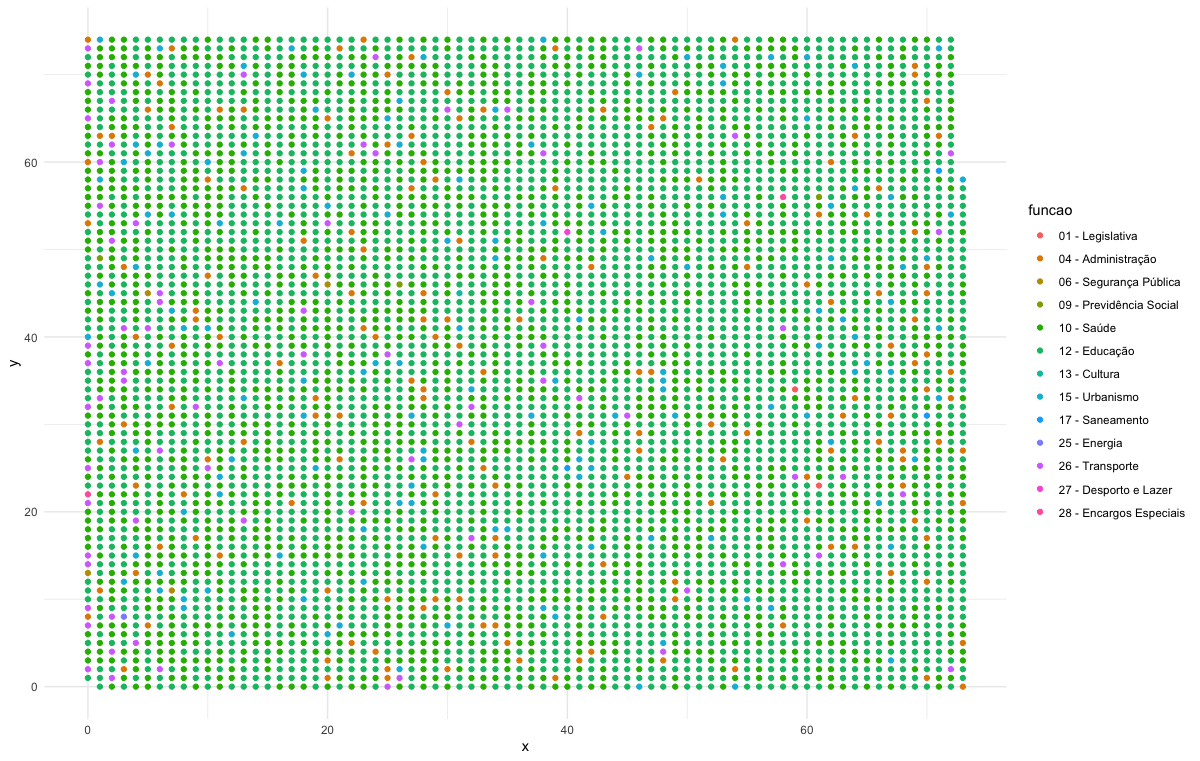 60
40
20
0
y
0
20
40
60
x
funcao
01 - Legislativa
04 - Administração
06 - Segurança Pública
09 - Previdência Social
10 - Saúde
12 - Educação
13 - Cultura
15 - Urbanismo
17 - Saneamento
25 - Energia
26 - Transporte
27 - Desporto e Lazer
28 - Encargos Especiais